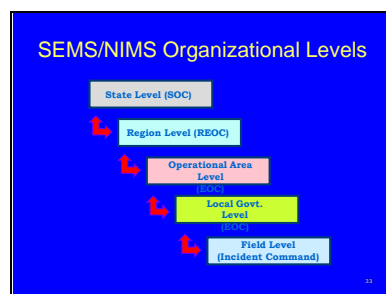 SEMS/NIMS Organizational Levels
State Level (SOC)
Region Level (REOC)
Operational Area
Level
(EOC)
Local Govt.
Level
(EOC)
Field Level
(Incident Command)
33